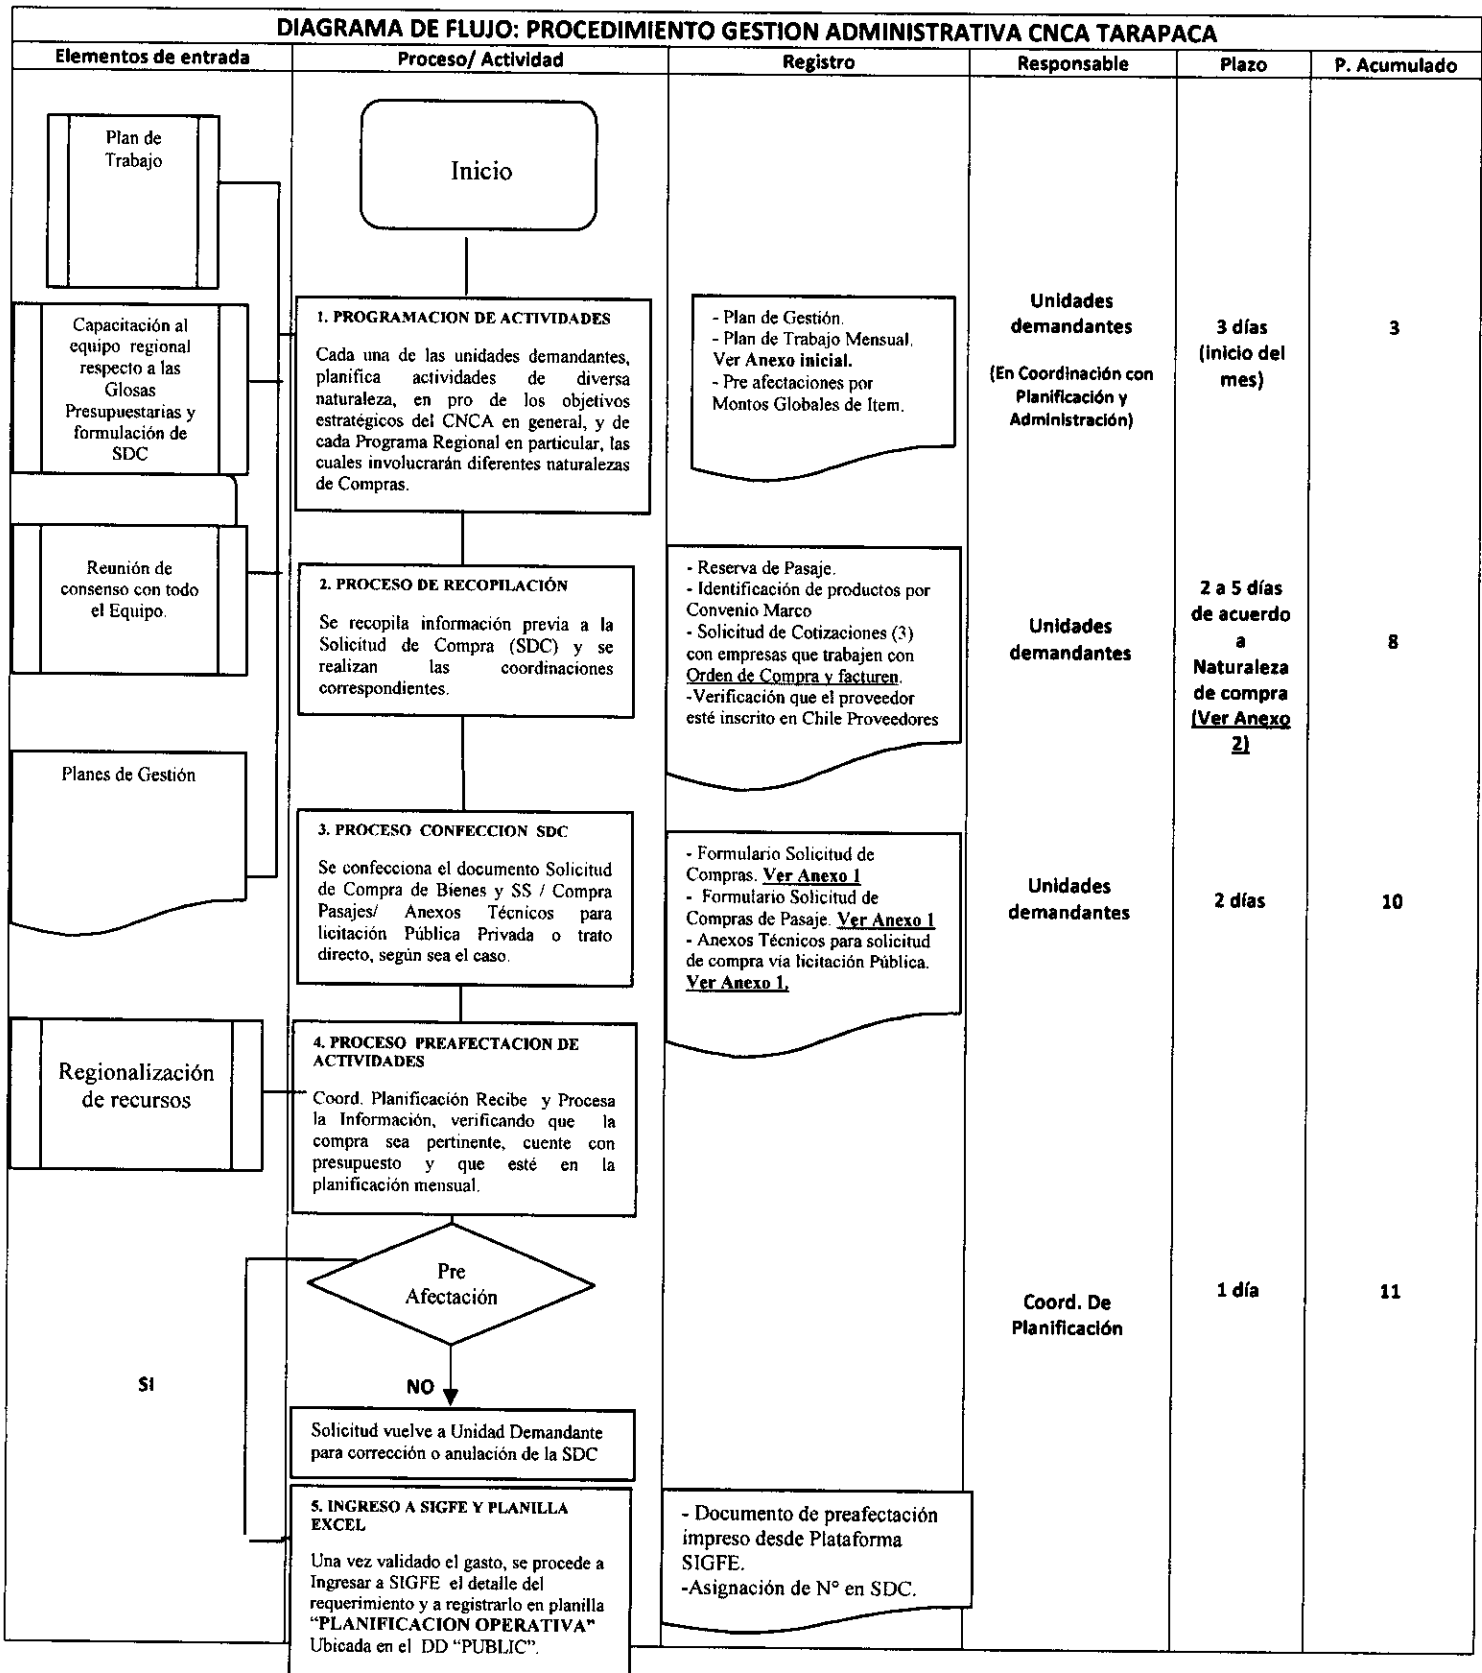 DIAGRAMA DE FLUJO: PROCEDIMIENTO GESTION ADMINISTRATIVA CNCA TARAPACA
Elementos de entrada
Proceso/ Actividad
Registro
Responsable
Plazo
P. Acumulado
Plan de
Trabajo
Inicio
Capacitación al
equipo regional
respecto a las
Glosas
Presupuestarias y
formulación de
SDC
1. PROGRAMACION DE ACTIVIDADES
Cada una de las unidades demandantes,
planifica actividades de diversa
naturaleza, en pro de los objetivos
estratégicos del CNCA en general, y de
cada Programa Regional en particular, las
cuales involucrarán diferentes naturalezas
de Compras.
- Plan de Gestión.
- Plan de Trabajo Mensual.
Ver Anexo inicial.
- Pre afectaciones por
Montos Globales de Item.
Unidades
demandantes
(En Coordinación con
Planificación y
Administración)
3 días
(inicio del
mes)
3
Reunión de
consenso con todo
el Equipo.
2. PROCESO DE RECOPILACIÓN
Se recopila información previa a la
Solicitud de Compra (SDC) y se
realizan las coordinaciones
correspondientes.
- Reserva de Pasaje.
- Identificación de productos por
Convenio Marco
- Solicitud de Cotizaciones (3)
con empresas que trabajen con
Orden de Compra y facturen.
-Verificación que el proveedor
esté inscrito en Chile Proveedores
Unidades
demandantes
2 a 5 días
de acuerdo
a
Naturaleza
de compra
(Ver Anexo
2)
8
Planes de Gestión
3. PROCESO CONFECCION SDC
Se confecciona el documento Solicitud
de Compra de Bienes y SS / Compra
Pasajes/ Anexos Técnicos para
licitación Pública Privada o trato
directo, según sea el caso.
- Formulario Solicitud de
Compras. Ver Anexo 1
- Formulario Solicitud de
Compras de Pasaje. Ver Anexo 1
- Anexos Técnicos para solicitud
de compra vía licitación Pública.
Ver Anexo 1.
Unidades
demandantes
2 días
10
Regionalización
de recursos
4. PROCESO PREAFECTACION DE
ACTIVIDADES
Coord. Planificación Recibe y Procesa
la Información, verificando que la
compra sea pertinente, cuente con
presupuesto y que esté en la
planificación mensual.
Pre
Afectación
Coord. De
Planificación
1 día
11
SI
NO
Solicitud vuelve a Unidad Demandante
para corrección o anulación de la SDC
5. INGRESO A SIGFE Y PLANILLA
EXCEL
Una vez validado el gasto, se procede a
Ingresar a SIGFE el detalle del
requerimiento y a registrarlo en planilla
"PLANIFICACION OPERATIVA"
Ubicada en el DD "PUBLIC".
- Documento de preafectación
impreso desde Plataforma
SIGFE.
-Asignación de N° en SDC.